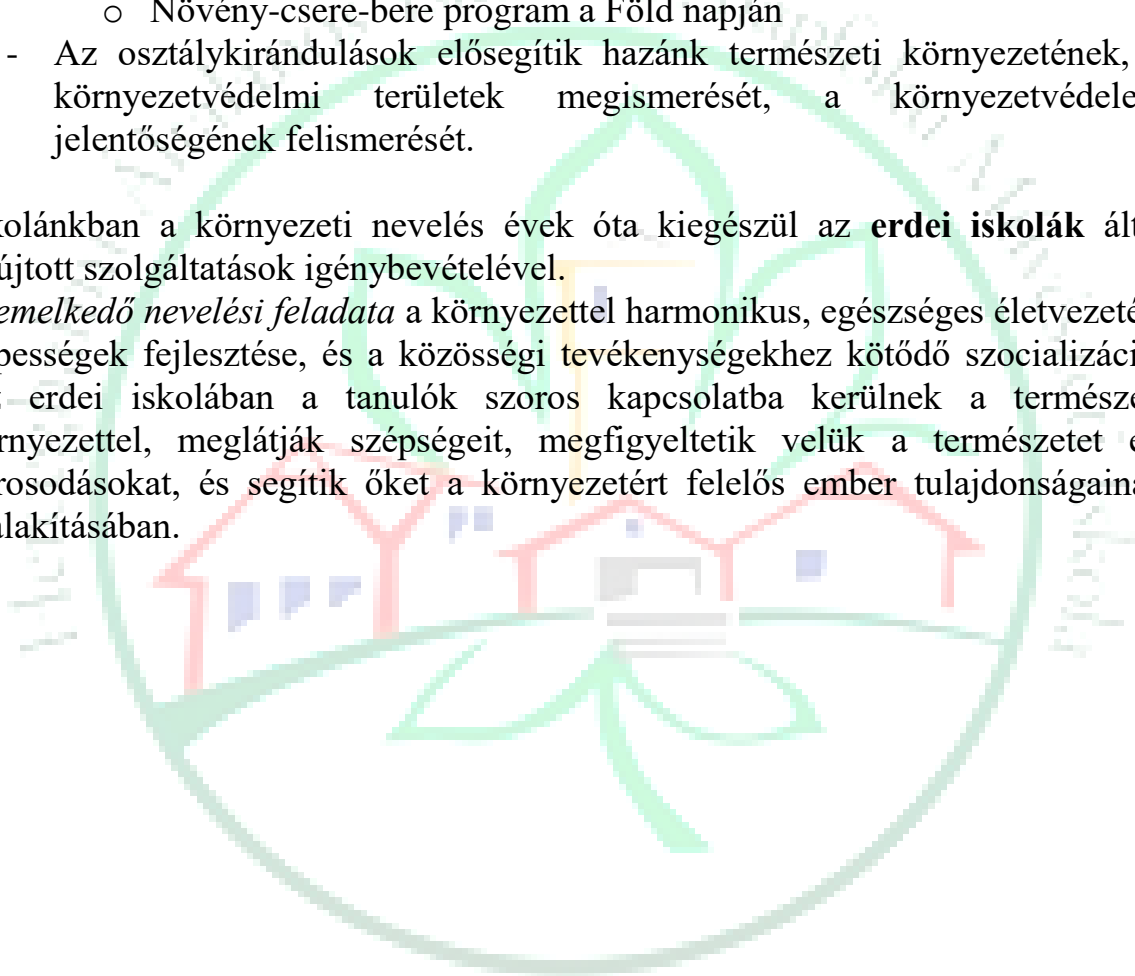 o Növény-csere-bere program a Föld napján
- Az osztálykirándulások elősegítik hazánk természeti környezetének,
környezetvédelmi területek megismerését, a környezetvédele
jelentőségének felismerését.
kolánkban a környezeti nevelés évek óta kiegészül az erdei iskolák ált
újtott szolgáltatások igénybevételével.
emelkedő nevelési feladata a környezettel harmonikus, egészséges életvezeté
pességek fejlesztése, és a közösségi tevékenységekhez kötődő szocializáci
z erdei iskolában a tanulók szoros kapcsolatba kerülnek a természe
rnyezettel, meglátják szépségeit, megfigyeltetik velük a természetet é
rosodásokat, és segítik őket a környezetért felelős ember tulajdonságaina
alakításában.